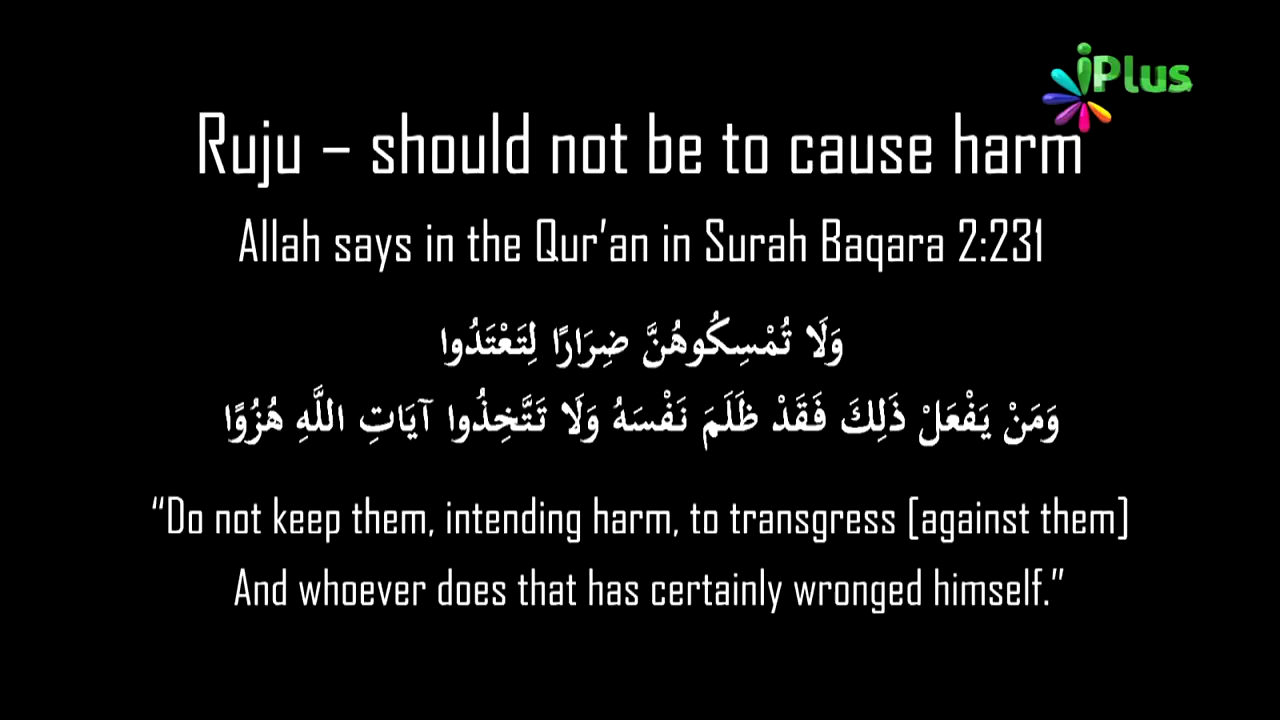 iPlus
Ruju – should not be to cause harm
Allah says in the Qur’an in Surah Baqara 2:231
وَلَا تُمْسِكُوهُنَّ ضِرَارًا لِتَعْتَدُوا
وَمَنْ يَفْعَلْ ذَلِكَ فَقَدْ ظَلَمَ نَفْسَهُ وَلَا تَتَّخِذُوا آيَاتِ اللَّهِ هُزُوًا
“Do not keep them, intending harm, to transgress [against them]
And whoever does that has certainly wronged himself.”